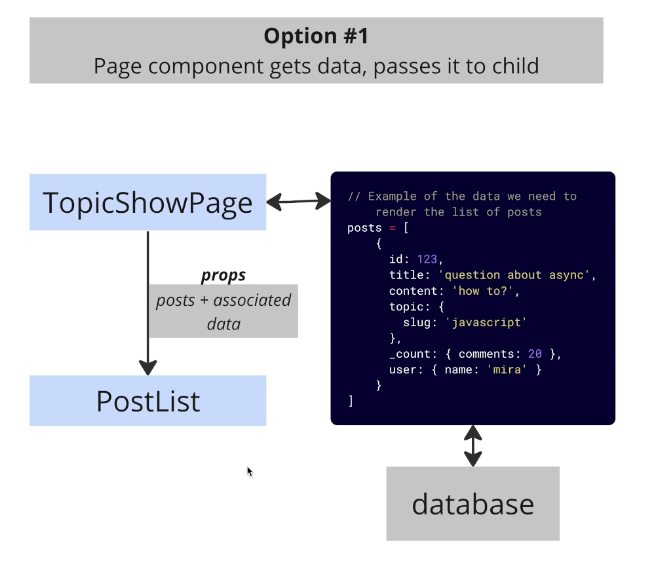 Option #1
Page component gets data, passes it to child
TopicShowPage
props
posts + associated
data
PostList
// Example of the data we need to
render the list of posts
posts = [
{
id: 123,
title: 'question about async',
content: 'how to?',
topic: {
slug: 'javascript'
},
_count: { comments: 20 },
user: { name: 'mira' }
}
]
database